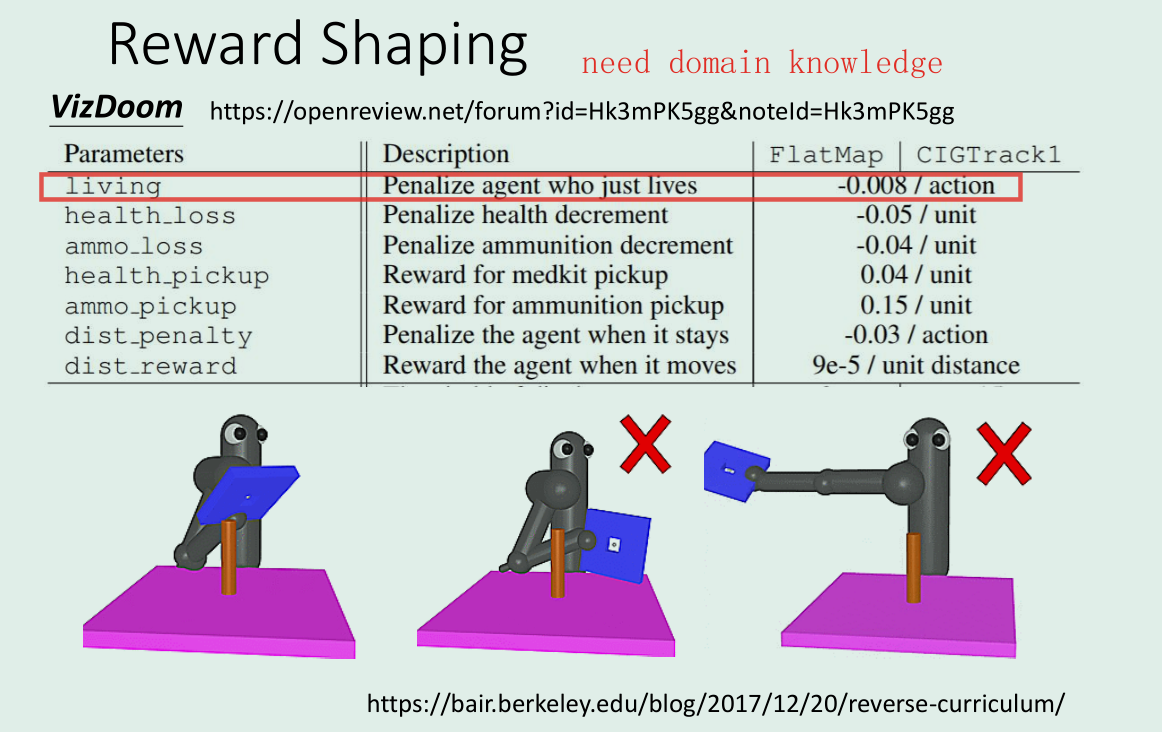 Reward Shaping need domain knowledge
VizDoom https://openreview.net/forum?id=Hk3mPK5gg&noteId=Hk3mPK5gg
Parameters Description FlatMap | CIGTrack1
living Penalize agent who just lives -0.008 / action
health_loss Penalize health decrement -0.05 / unit
ammo_loss Penalize ammunition decrement -0.04 / unit
health_pickup Reward for medkit pickup 0.04 / unit
ammo_pickup Reward for ammunition pickup 0.15 / unit
dist_penalty Penalize the agent when it stays -0.03 / action
dist_reward Reward the agent when it moves 9e-5 / unit distance
https://bair.berkeley.edu/blog/2017/12/20/reverse-curriculum/